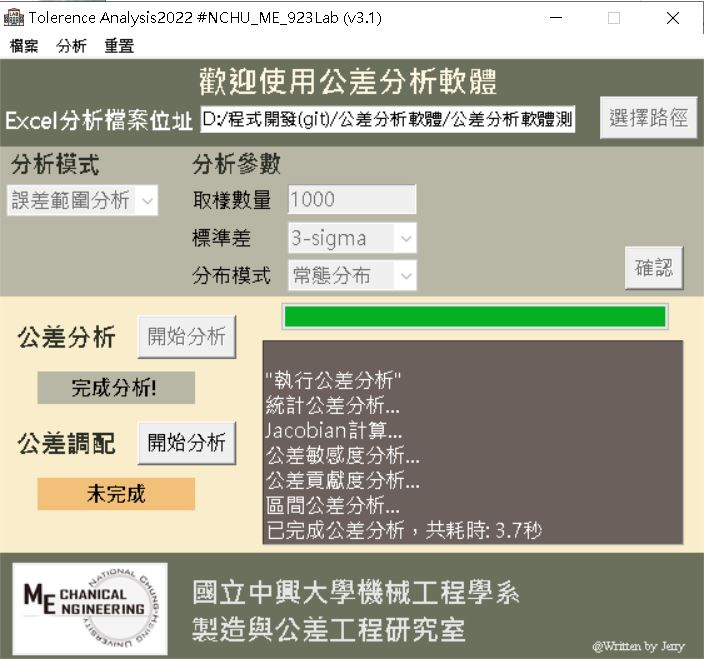 Tolerence Analysis2022 #NCHU_ME_923Lab (v3.1)
檔案 分析 重置
歡迎使用公差分析軟體
Excel分析檔案位址 D:/程式開發(git)/公差分析軟體/公差分析軟體測 選擇路徑
分析模式 分析參數
誤差範圍分析 取樣數量 1000
標準差 3-sigma
分布模式 常態分布 確認
公差分析 開始分析
完成分析!
公差調配 開始分析
未完成
"執行公差分析"
統計公差分析...
Jacobian計算...
公差敏感度分析...
公差貢獻度分析...
區間公差分析...
已完成公差分析，共耗時: 3.7秒
MECHANICAL ENGINEERING
NATIONAL CHUNG-HSING UNIVERSITY
國立中興大學機械工程學系
製造與公差工程研究室
@Written by Jerry